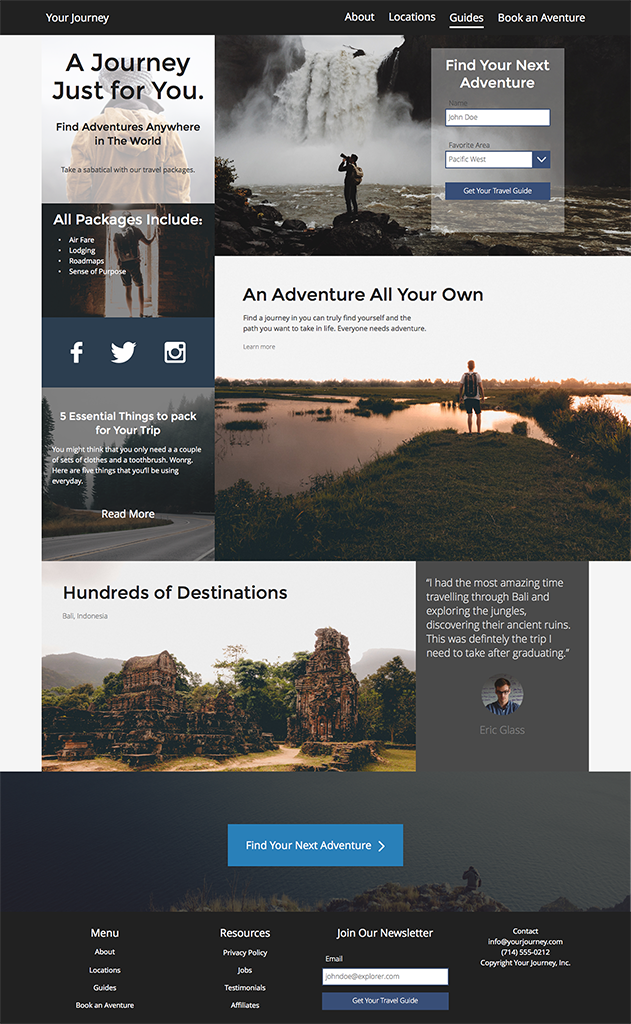 Your Journey
About
Locations
Guides
Book an Aventure
A Journey
Just for You.
Find Adventures Anywhere
in The World
Take a sabatical with our travel packages.
Find Your Next
Adventure
Name
John Doe
Favorite Area
Pacific West
Get Your Travel Guide
All Packages Include:
Air Fare
Lodging
Roadmaps
Sense of Purpose
An Adventure All Your Own
Find a journey in you can truly find yourself and the
path you want to take in life. Everyone needs adventure.
Learn more
5 Essential Things to pack
for Your Trip
You might think that you only need a a couple
of sets of clothes and a toothbrush. Wonrg.
Here are five things that you'll be using
everyday.
Read More
Hundreds of Destinations
Bali, Indonesia
“I had the most amazing time
travelling through Bali and
exploring the jungles,
discovering their ancient ruins.
This was defintely the trip I
need to take after graduating.”
Eric Glass
Find Your Next Adventure
Menu
About
Locations
Guides
Book an Aventure
Resources
Privacy Policy
Jobs
Testimonials
Affiliates
Join Our Newsletter
Email
johndoe@explorer.com
Get Your Travel Guide
Contact
info@yourjourney.com
(714) 555-0212
Copyright Your Journey, Inc.